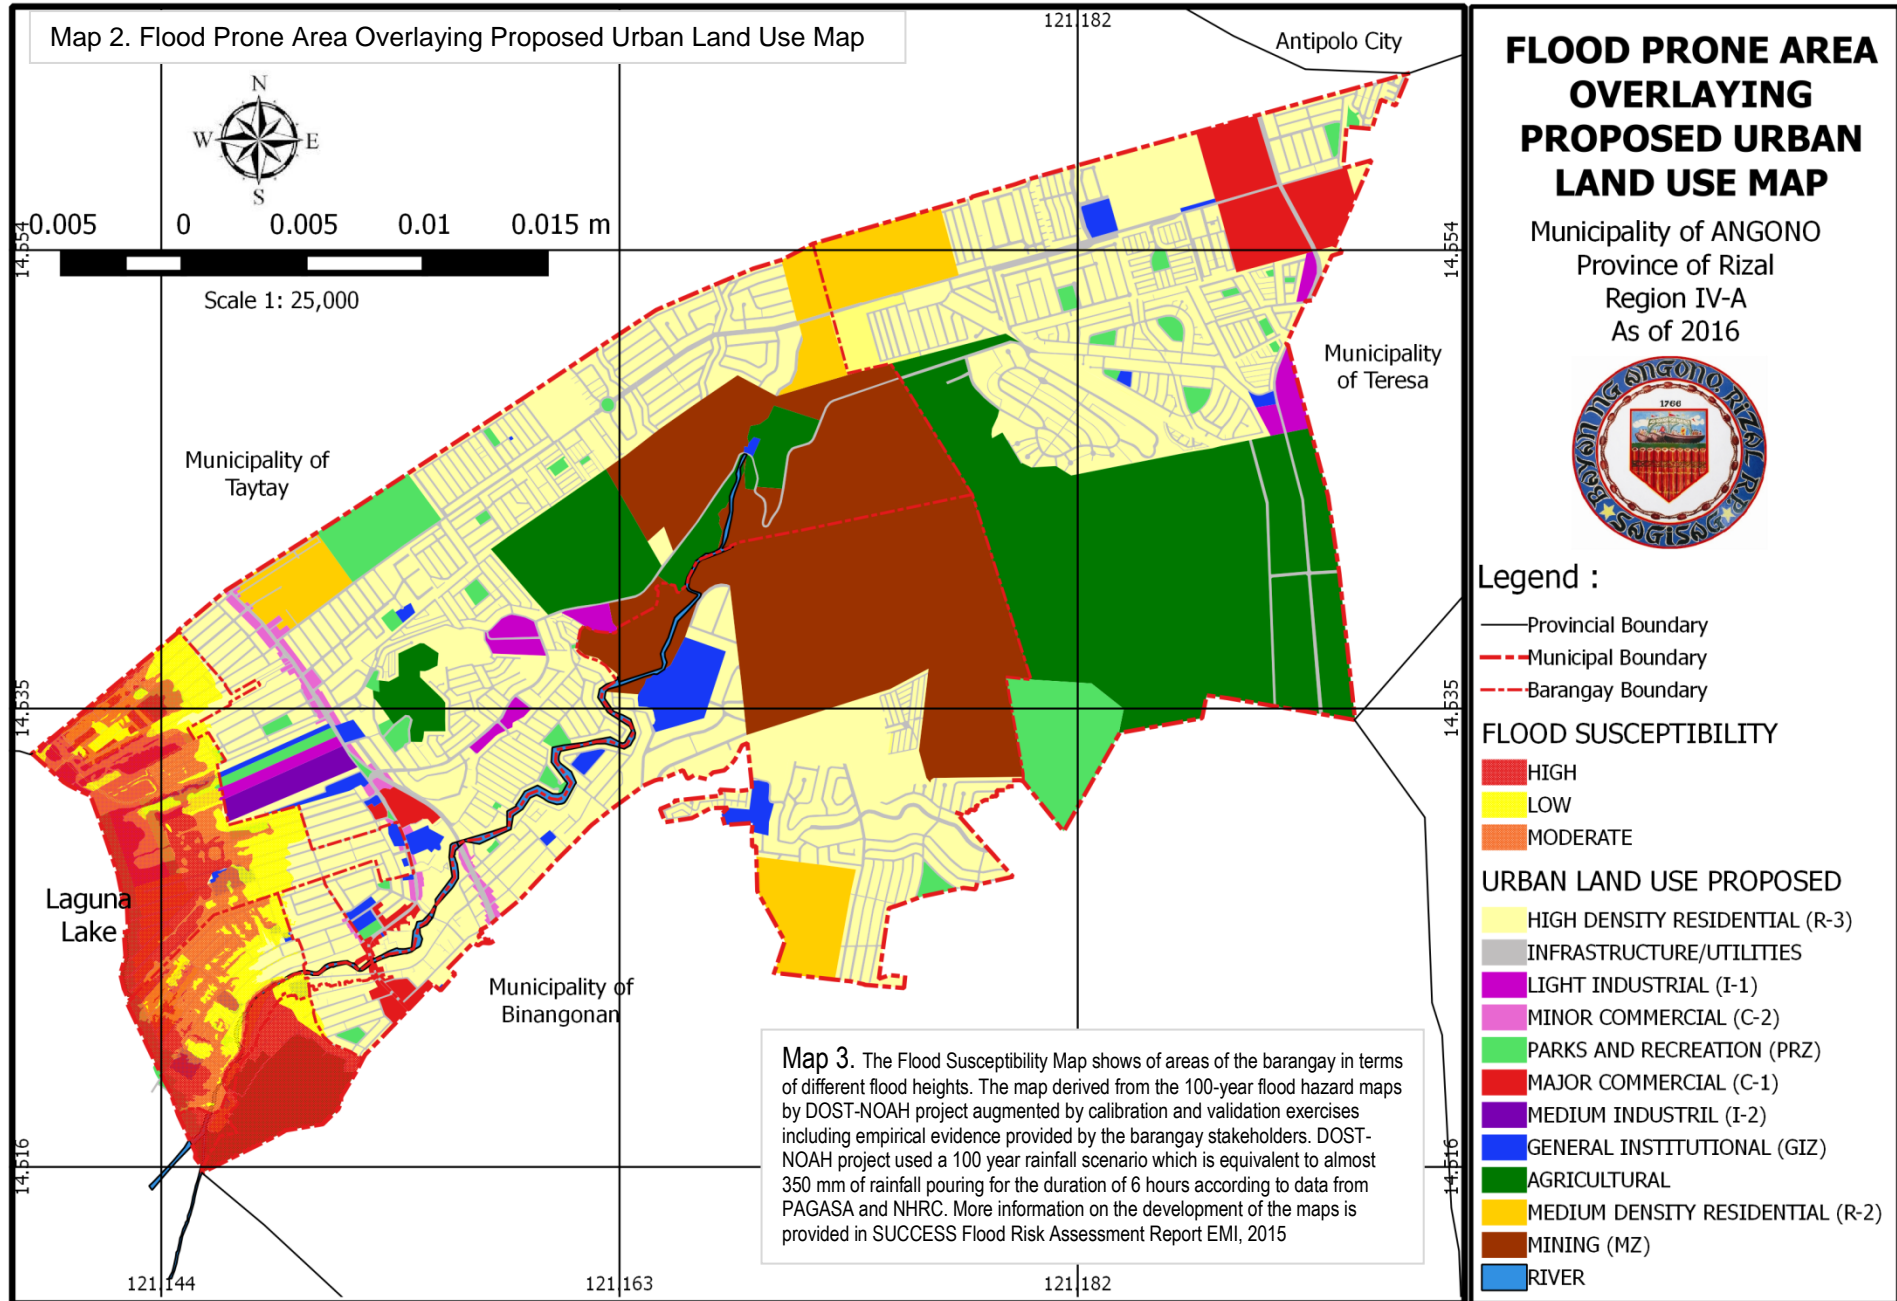 Map 2. Flood Prone Area Overlaying Proposed Urban Land Use Map
121.182
Antipolo City
N
W
E
S
0.005
0
0.005
0.01
0.015 m
Scale 1: 25,000
14.554
14.554
Municipality of
Taytay
Municipality
of Teresa
14.535
14.535
Laguna
Lake
Municipality of
Binangonan
Map 3. The Flood Susceptibility Map shows of areas of the barangay in terms
of different flood heights. The map derived from the 100-year flood hazard maps
by DOST-NOAH project augmented by calibration and validation exercises
including empirical evidence provided by the barangay stakeholders. DOST-
NOAH project used a 100 year rainfall scenario which is equivalent to almost
350 mm of rainfall pouring for the duration of 6 hours according to data from
PAGASA and NHRC. More information on the development of the maps is
provided in SUCCESS Flood Risk Assessment Report EMI, 2015
14.516
14.516
121.144
121.163
121.182
FLOOD PRONE AREA
OVERLAYING
PROPOSED URBAN
LAND USE MAP
Municipality of ANGONO
Province of Rizal
Region IV-A
As of 2016
BAYAN NG ANGONO, RIZAL, R.P.
1766
SAGISAG
Legend :
Provincial Boundary
Municipal Boundary
Barangay Boundary
FLOOD SUSCEPTIBILITY
HIGH
LOW
MODERATE
URBAN LAND USE PROPOSED
HIGH DENSITY RESIDENTIAL (R-3)
INFRASTRUCTURE/UTILITIES
LIGHT INDUSTRIAL (I-1)
MINOR COMMERCIAL (C-2)
PARKS AND RECREATION (PRZ)
MAJOR COMMERCIAL (C-1)
MEDIUM INDUSTRIL (I-2)
GENERAL INSTITUTIONAL (GIZ)
AGRICULTURAL
MEDIUM DENSITY RESIDENTIAL (R-2)
MINING (MZ)
RIVER